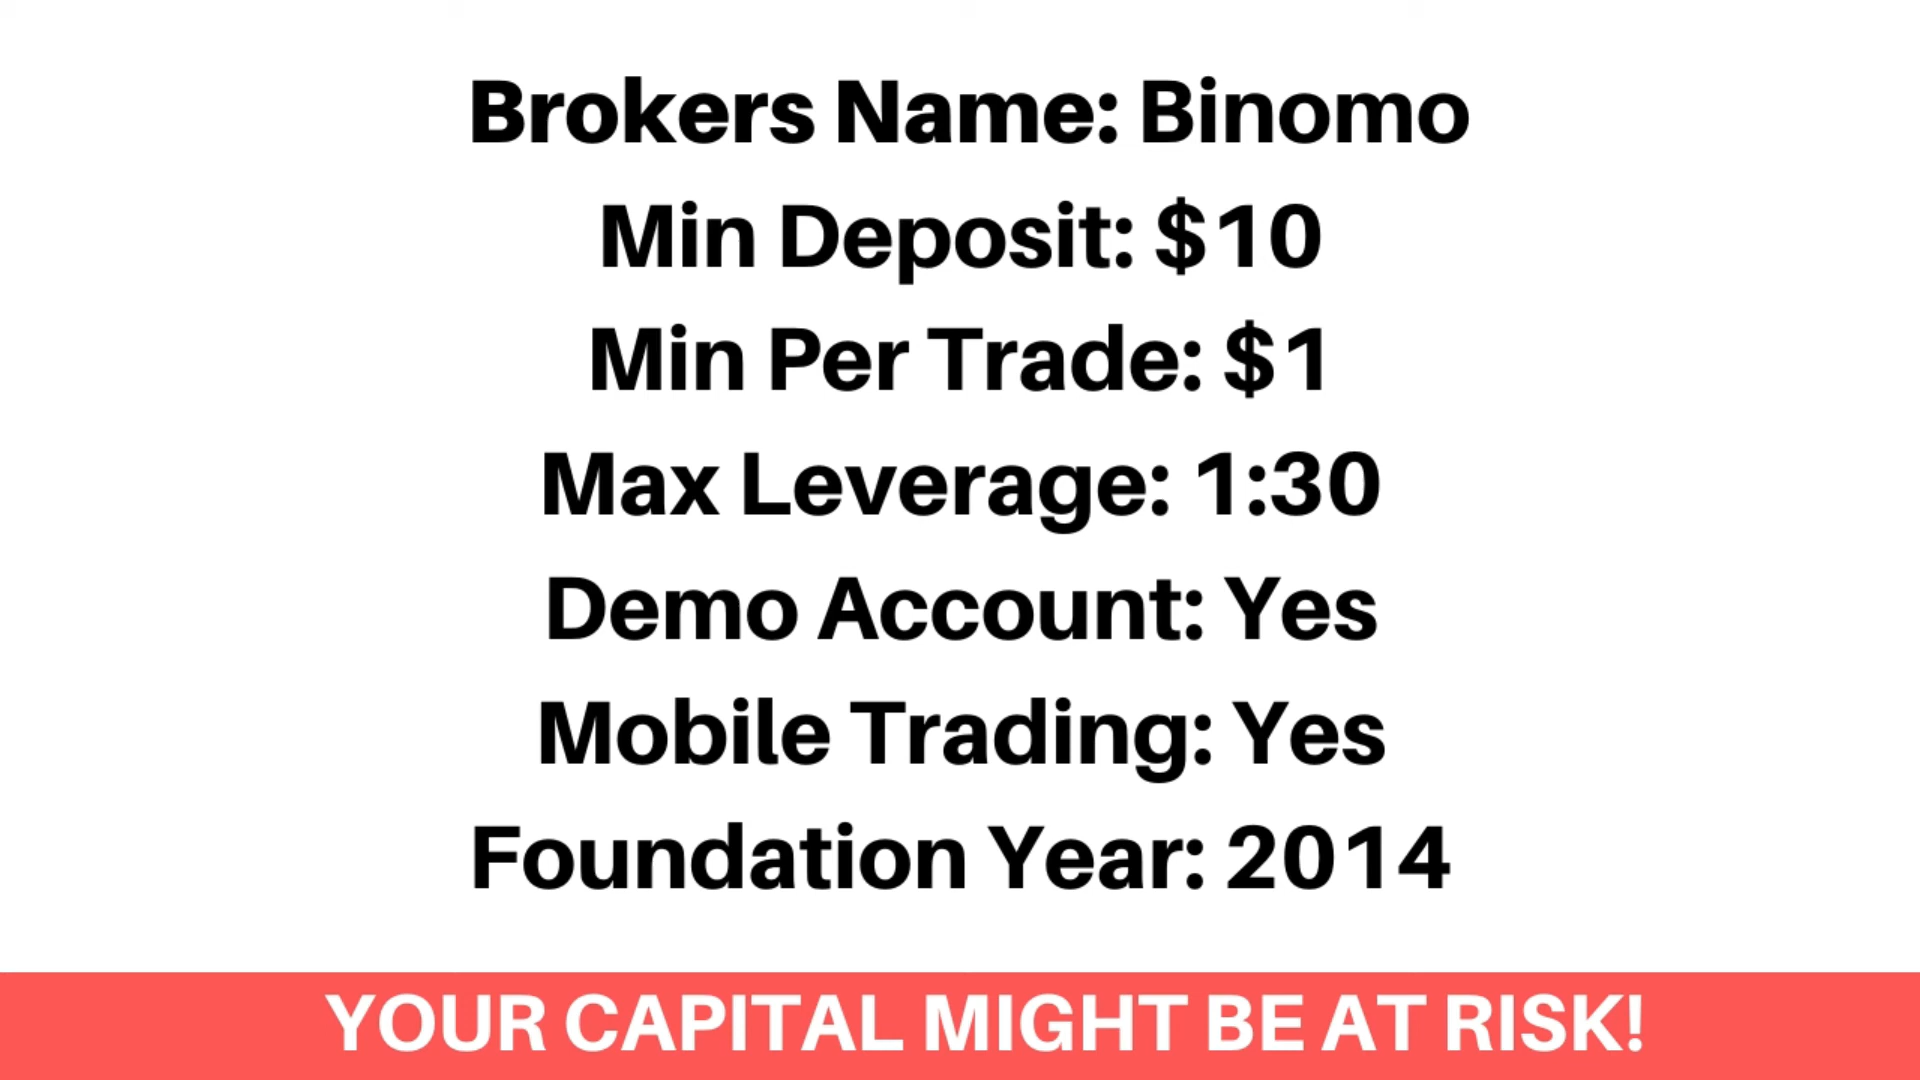 Brokers Name: Binomo
Min Deposit: $10
Min Per Trade: $1
Max Leverage: 1:30
Demo Account: Yes
Mobile Trading: Yes
Foundation Year: 2014
YOUR CAPITAL MIGHT BE AT RISK!